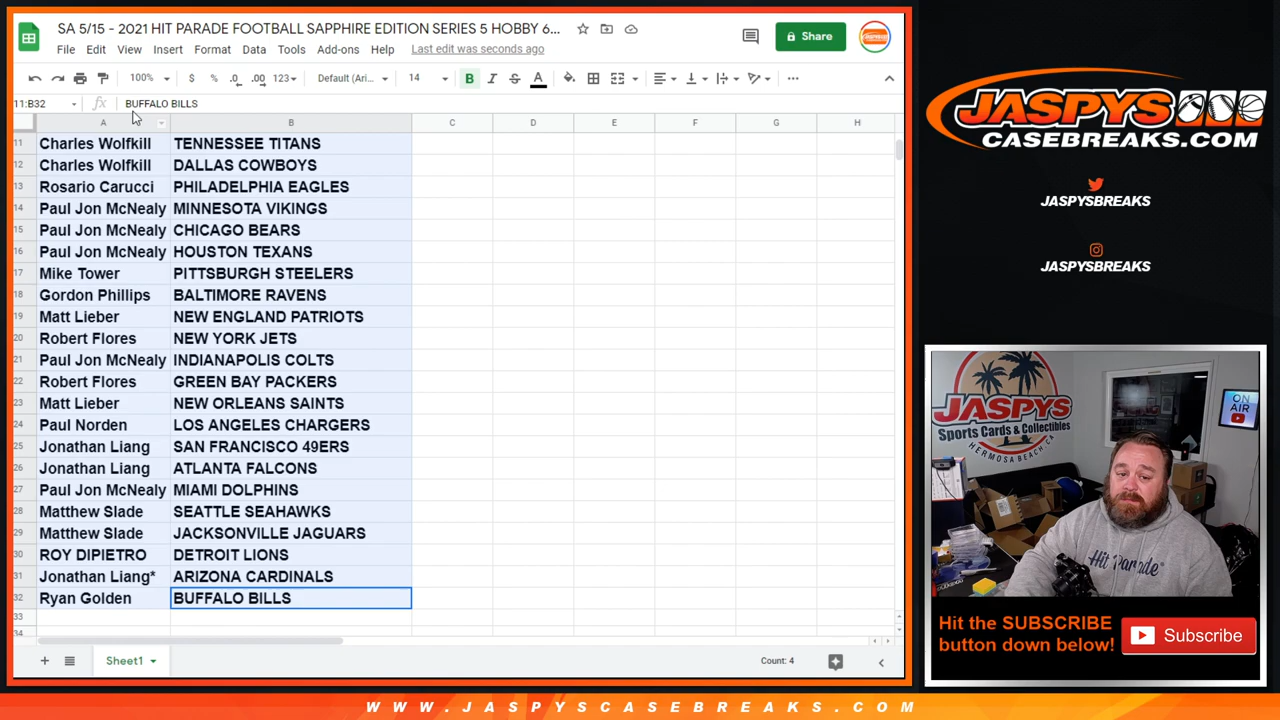 SA 5/15 - 2021 HIT PARADE FOOTBALL SAPPHIRE EDITION SERIES 5 HOBBY 6...
File Edit View Insert Format Data Tools Add-ons Help Last edit was seconds ago
Share
100% $ % .0 .00 123 Default (Ari... 14 B I S A
11:B32 fx BUFFALO BILLS
A B C D E F G H
11 Charles Wolfkill TENNESSEE TITANS
12 Charles Wolfkill DALLAS COWBOYS
13 Rosario Carucci PHILADELPHIA EAGLES
14 Paul Jon McNealy MINNESOTA VIKINGS
15 Paul Jon McNealy CHICAGO BEARS
16 Paul Jon McNealy HOUSTON TEXANS
17 Mike Tower PITTSBURGH STEELERS
18 Gordon Phillips BALTIMORE RAVENS
19 Matt Lieber NEW ENGLAND PATRIOTS
20 Robert Flores NEW YORK JETS
21 Paul Jon McNealy INDIANAPOLIS COLTS
22 Robert Flores GREEN BAY PACKERS
23 Matt Lieber NEW ORLEANS SAINTS
24 Paul Norden LOS ANGELES CHARGERS
25 Jonathan Liang SAN FRANCISCO 49ERS
26 Jonathan Liang ATLANTA FALCONS
27 Paul Jon McNealy MIAMI DOLPHINS
28 Matthew Slade SEATTLE SEAHAWKS
29 Matthew Slade JACKSONVILLE JAGUARS
30 ROY DIPIETRO DETROIT LIONS
31 Jonathan Liang* ARIZONA CARDINALS
32 Ryan Golden BUFFALO BILLS
33
34
Sheet1
Count: 4
JASPYS
CASEBREAKS.COM
JASPYSBREAKS
JASPYSBREAKS
JASPYS
Sports Cards & Collectibles
HERMOSA BEACH, CA
ON
AIR
Hit Parade
Hit the SUBSCRIBE
button down below!
Subscribe
WWW.JASPYSCASEBREAKS.COM